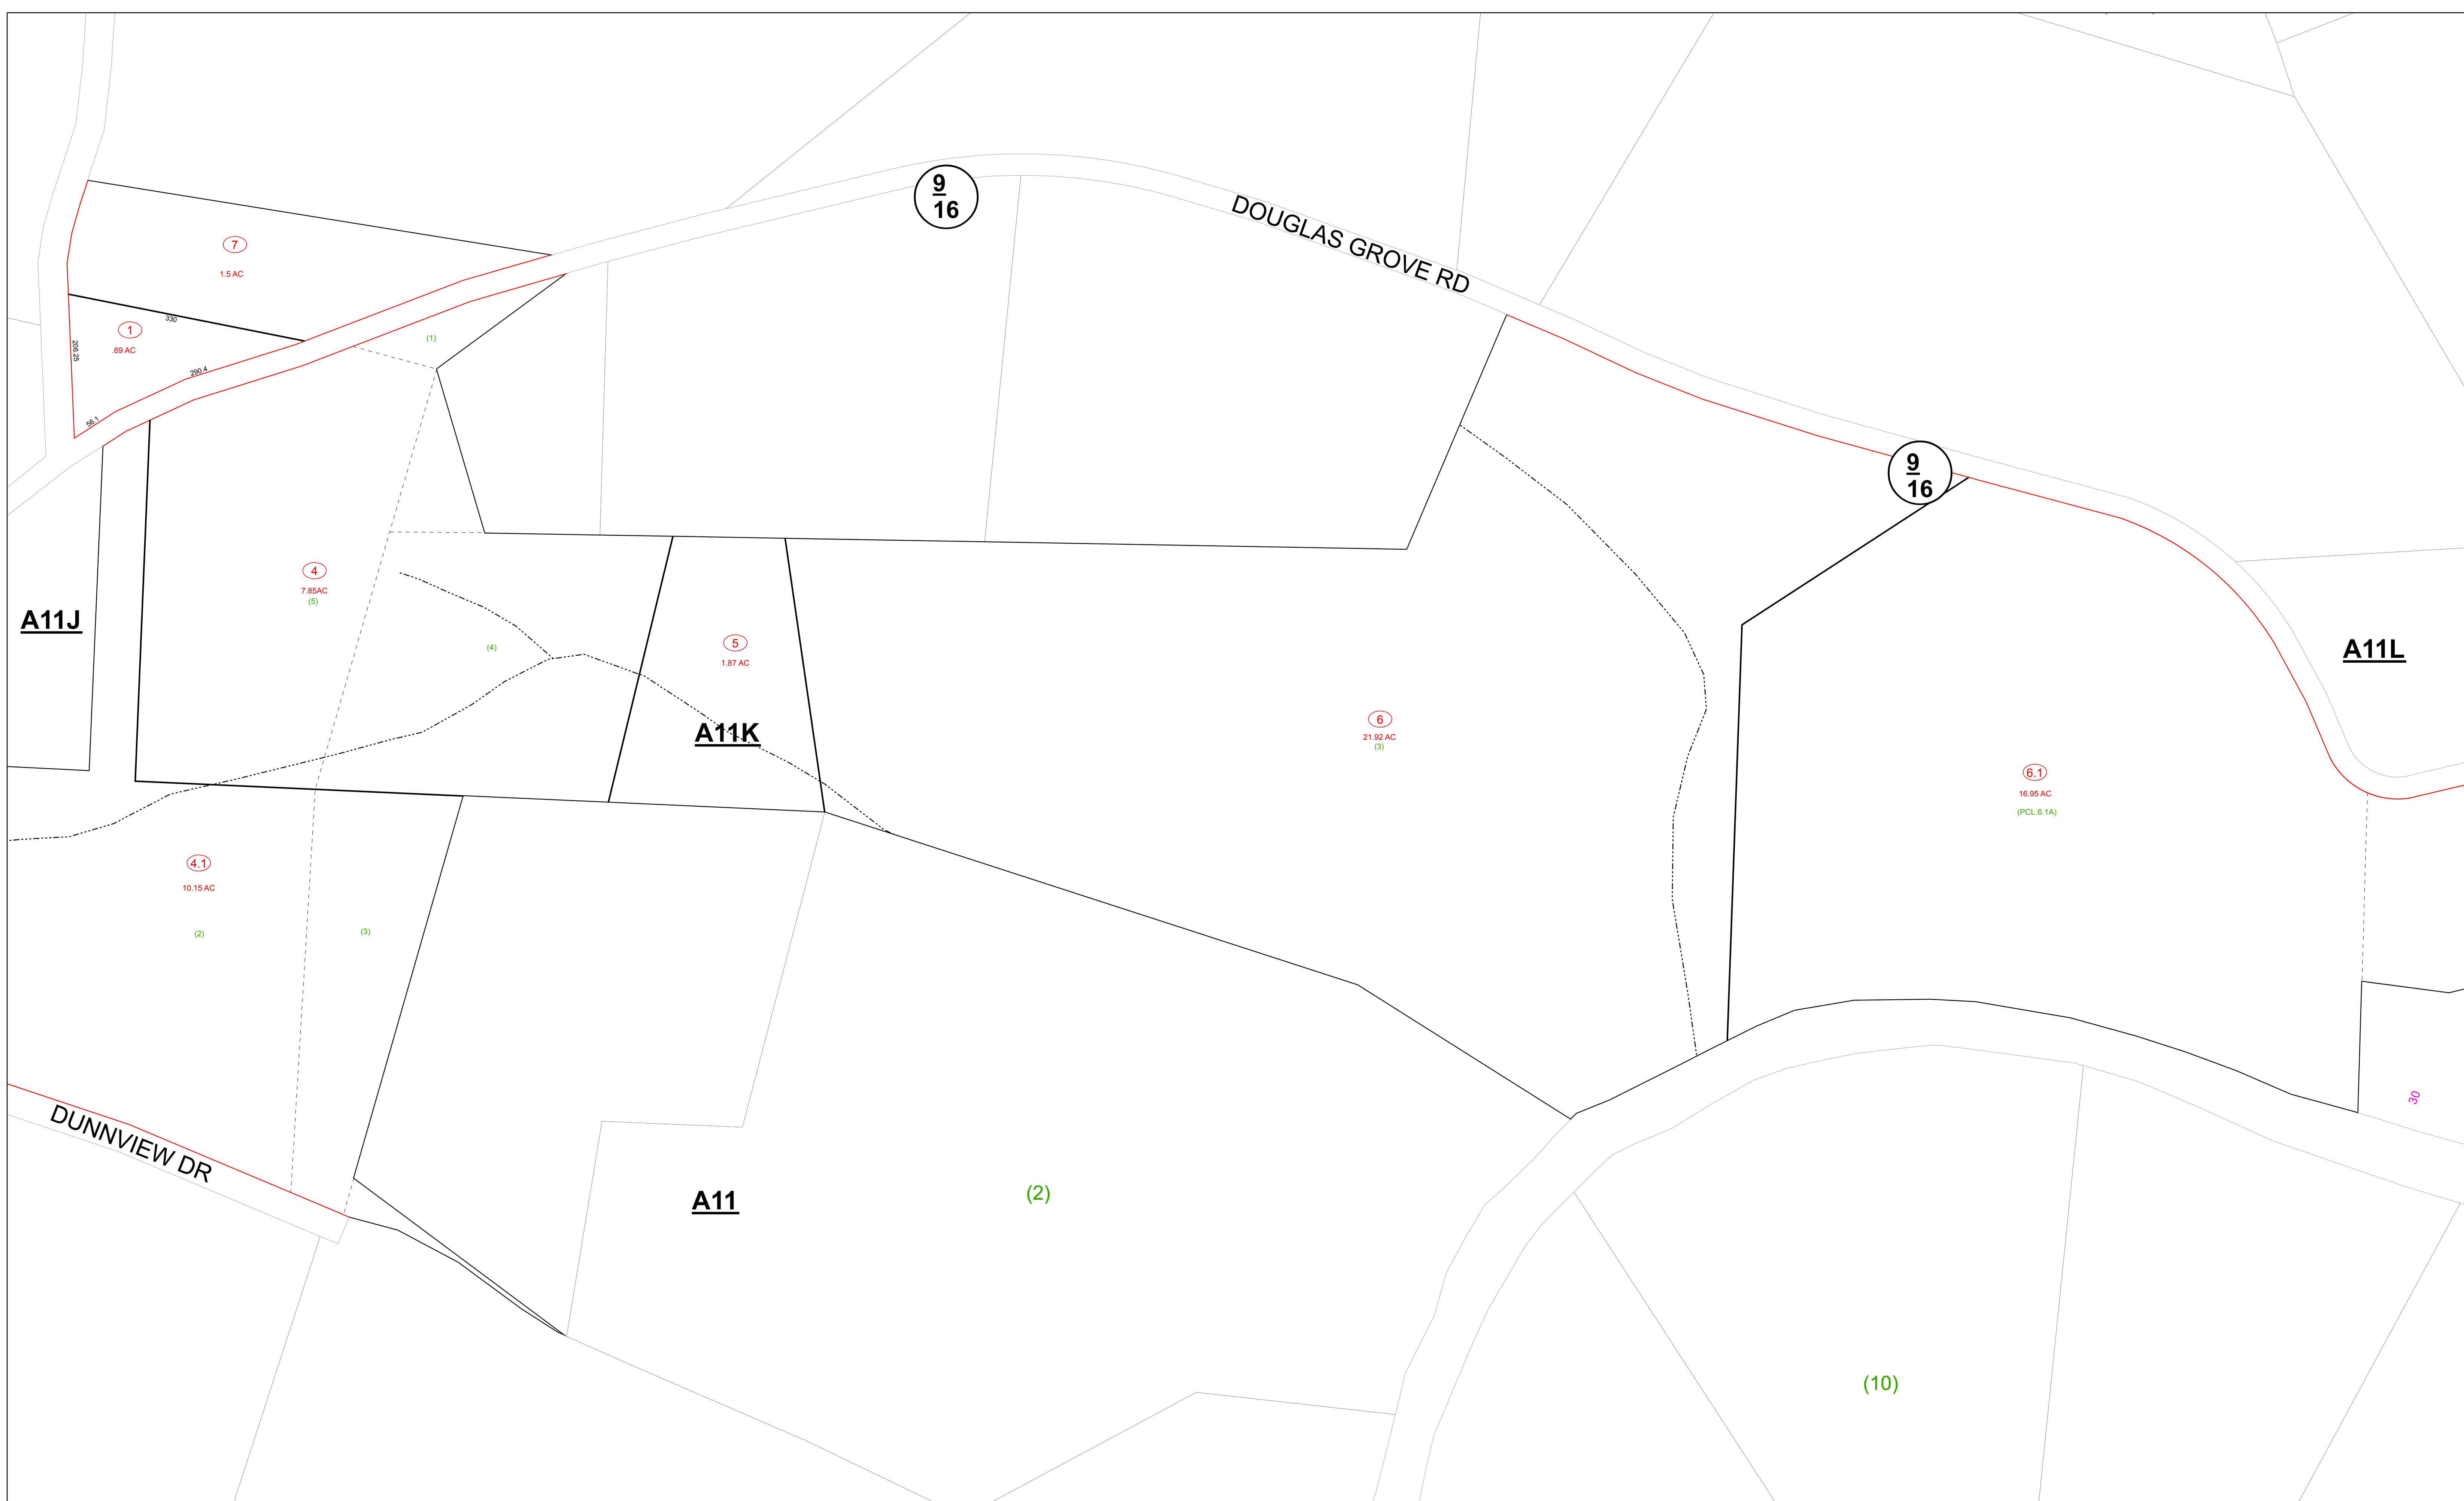 9
16
DOUGLAS GROVE RD
7
1.5 AC
1
.69 AC
330
206.25
290.4
56.1
(1)
9
16
4
7.85AC
(5)
A11J
(4)
5
1.87 AC
A11K
6
21.92 AC
(3)
A11L
6.1
16.95 AC
(PCL.6.1A)
4.1
10.15 AC
(2)
(3)
30
DUNNVIEW DR
A11
(2)
(10)